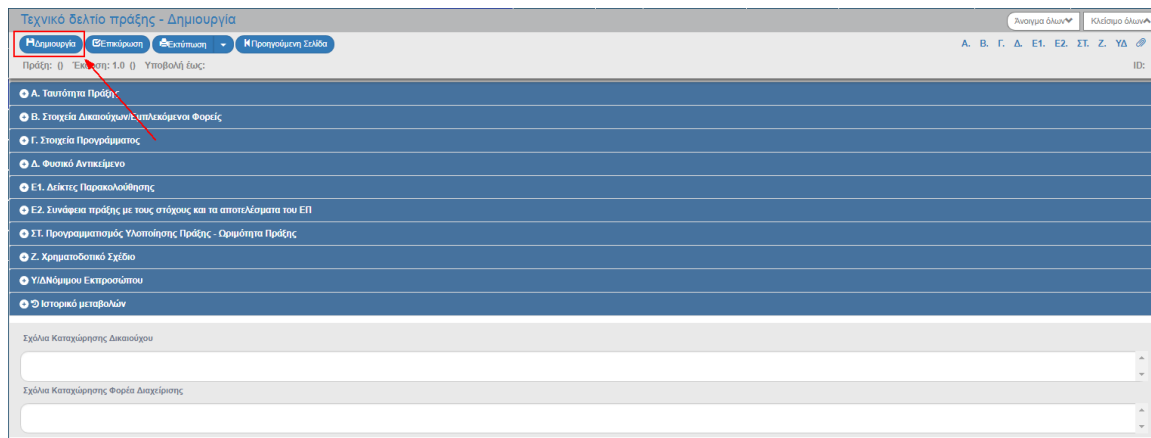 Τεχνικό δελτίο πράξης - Δημιουργία
Άνοιγμα όλων Κλείσιμο όλων
Δημιουργία Επικύρωση Εκτύπωση Προηγούμενη Σελίδα
Α. Β. Γ. Δ. Ε1. Ε2. ΣΤ. Ζ. ΥΔ
Πράξη: () Έκδοση: 1.0 () Υποβολή έως: ID:
Α. Ταυτότητα Πράξης
Β. Στοιχεία Δικαιούχων/Εμπλεκόμενοι Φορείς
Γ. Στοιχεία Προγράμματος
Δ. Φυσικό Αντικείμενο
Ε1. Δείκτες Παρακολούθησης
Ε2. Συνάφεια πράξης με τους στόχους και τα αποτελέσματα του ΕΠ
ΣΤ. Προγραμματισμός Υλοποίησης Πράξης - Ωριμότητα Πράξης
Ζ. Χρηματοδοτικό Σχέδιο
Υ/ΔΝόμιμου Εκπροσώπου
Ιστορικό μεταβολών
Σχόλια Καταχώρησης Δικαιούχου
Σχόλια Καταχώρησης Φορέα Διαχείρισης